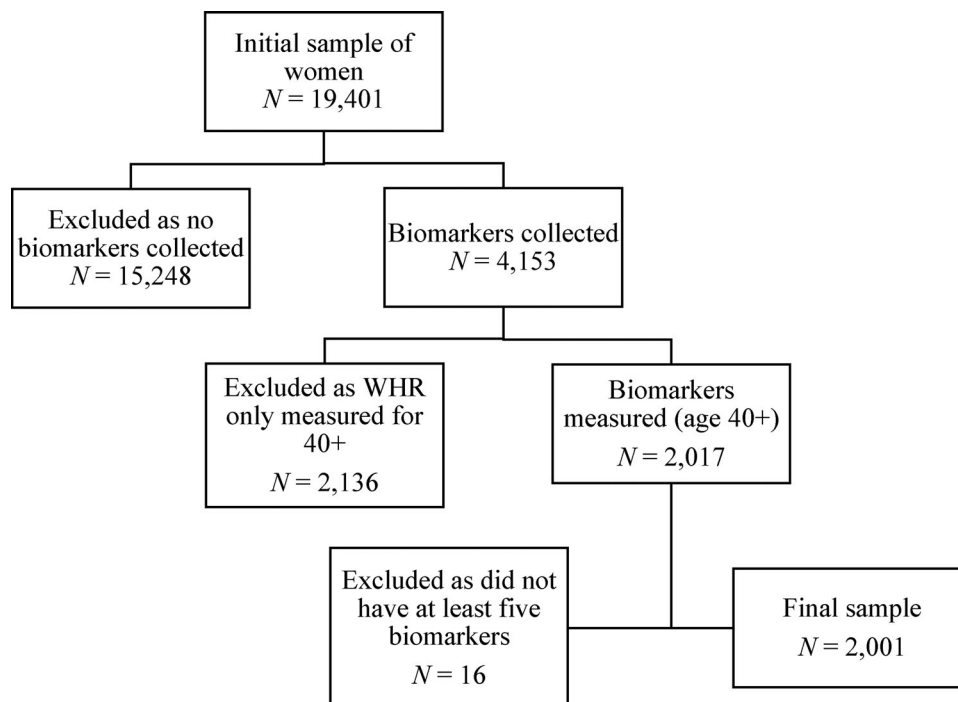 Initial sample of
women
N = 19,401
Excluded as no
biomarkers collected
N = 15,248
Biomarkers collected
N = 4,153
Excluded as WHR
only measured for
40+
N = 2,136
Biomarkers
measured (age 40+)
N = 2,017
Excluded as did not
have at least five
biomarkers
N = 16
Final sample
N = 2,001